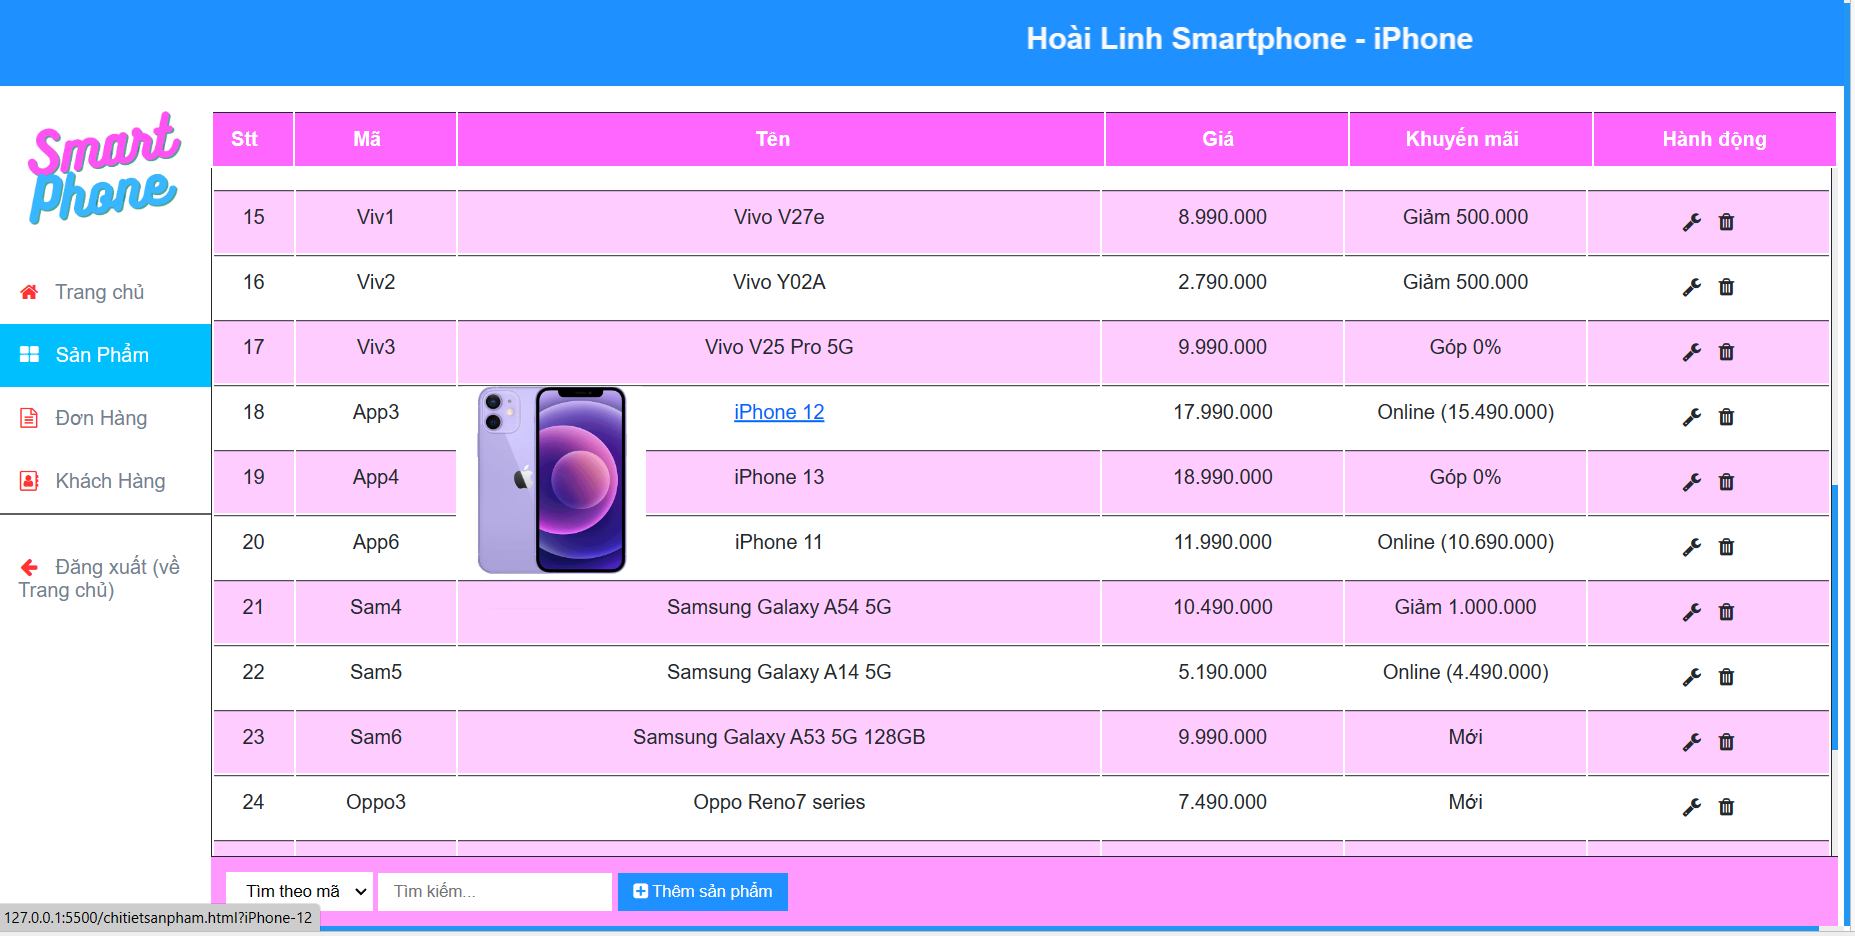 Hoài Linh Smartphone - iPhone
Smart
Phone
Trang chủ
Sản Phẩm
Đơn Hàng
Khách Hàng
Đăng xuất (về
Trang chủ)
Stt Mã Tên Giá Khuyến mãi Hành động
15 Viv1 Vivo V27e 8.990.000 Giảm 500.000
16 Viv2 Vivo Y02A 2.790.000 Giảm 500.000
17 Viv3 Vivo V25 Pro 5G 9.990.000 Góp 0%
18 App3 iPhone 12 17.990.000 Online (15.490.000)
19 App4 iPhone 13 18.990.000 Góp 0%
20 App6 iPhone 11 11.990.000 Online (10.690.000)
21 Sam4 Samsung Galaxy A54 5G 10.490.000 Giảm 1.000.000
22 Sam5 Samsung Galaxy A14 5G 5.190.000 Online (4.490.000)
23 Sam6 Samsung Galaxy A53 5G 128GB 9.990.000 Mới
24 Oppo3 Oppo Reno7 series 7.490.000 Mới
Tìm theo mã Tìm kiếm... Thêm sản phẩm
127.0.0.1:5500/chitietsanpham.html?iPhone-12